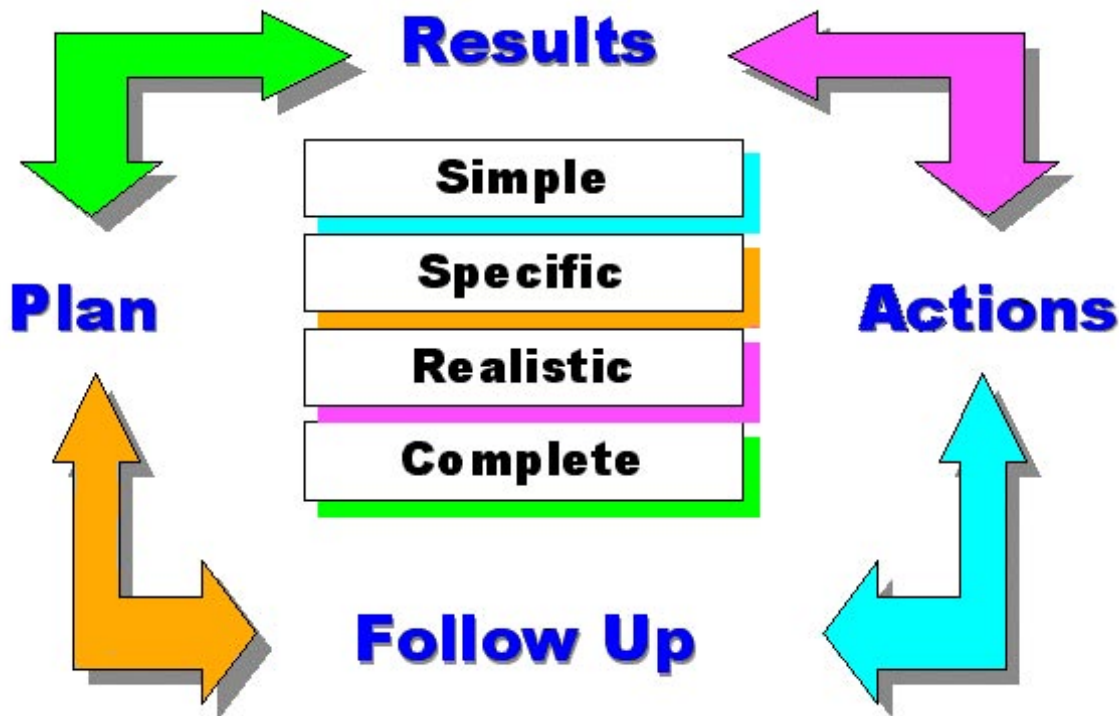 Results
Simple
Specific
Plan
Actions
Realistic
Complete
Follow Up